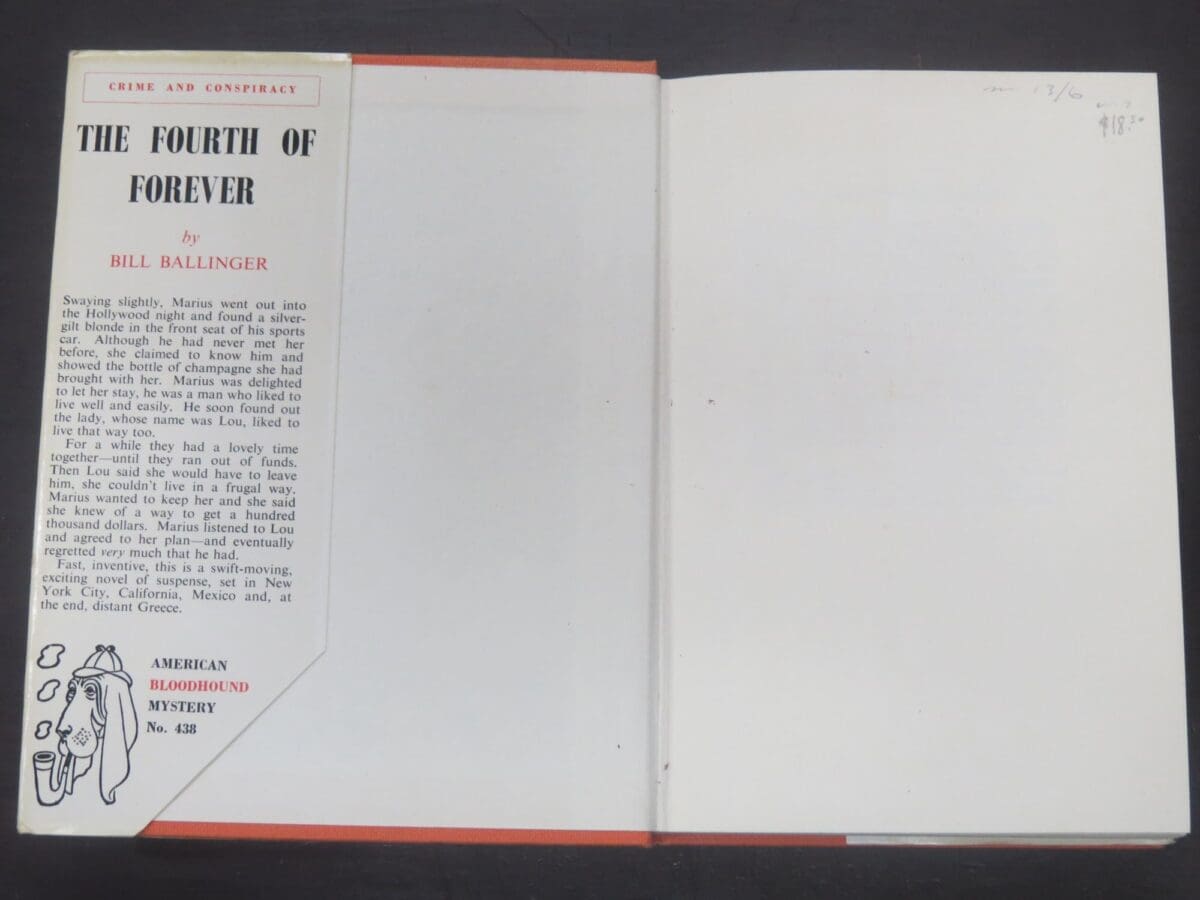 CRIME AND CONSPIRACY
THE FOURTH OF
FOREVER
by
BILL BALLINGER
Swaying slightly, Marius went out into
the Hollywood night and found a silver-
gilt blonde in the front seat of his sports
car. Although he had never met her
before, she claimed to know him and
showed the bottle of champagne she had
brought with her. Marius was delighted
to let her stay, he was a man who liked to
live well and easily. He soon found out
the lady, whose name was Lou, liked to
live that way too.
For a while they had a lovely time
together—until they ran out of funds.
Then Lou said she would have to leave
him, she couldn't live in a frugal way.
Marius wanted to keep her and she said
she knew of a way to get a hundred
thousand dollars. Marius listened to Lou
and agreed to her plan—and eventually
regretted very much that he had.
Fast, inventive, this is a swift-moving,
exciting novel of suspense, set in New
York City, California, Mexico and, at
the end, distant Greece.
AMERICAN
BLOODHOUND
MYSTERY
No. 438
13/6
$18.50